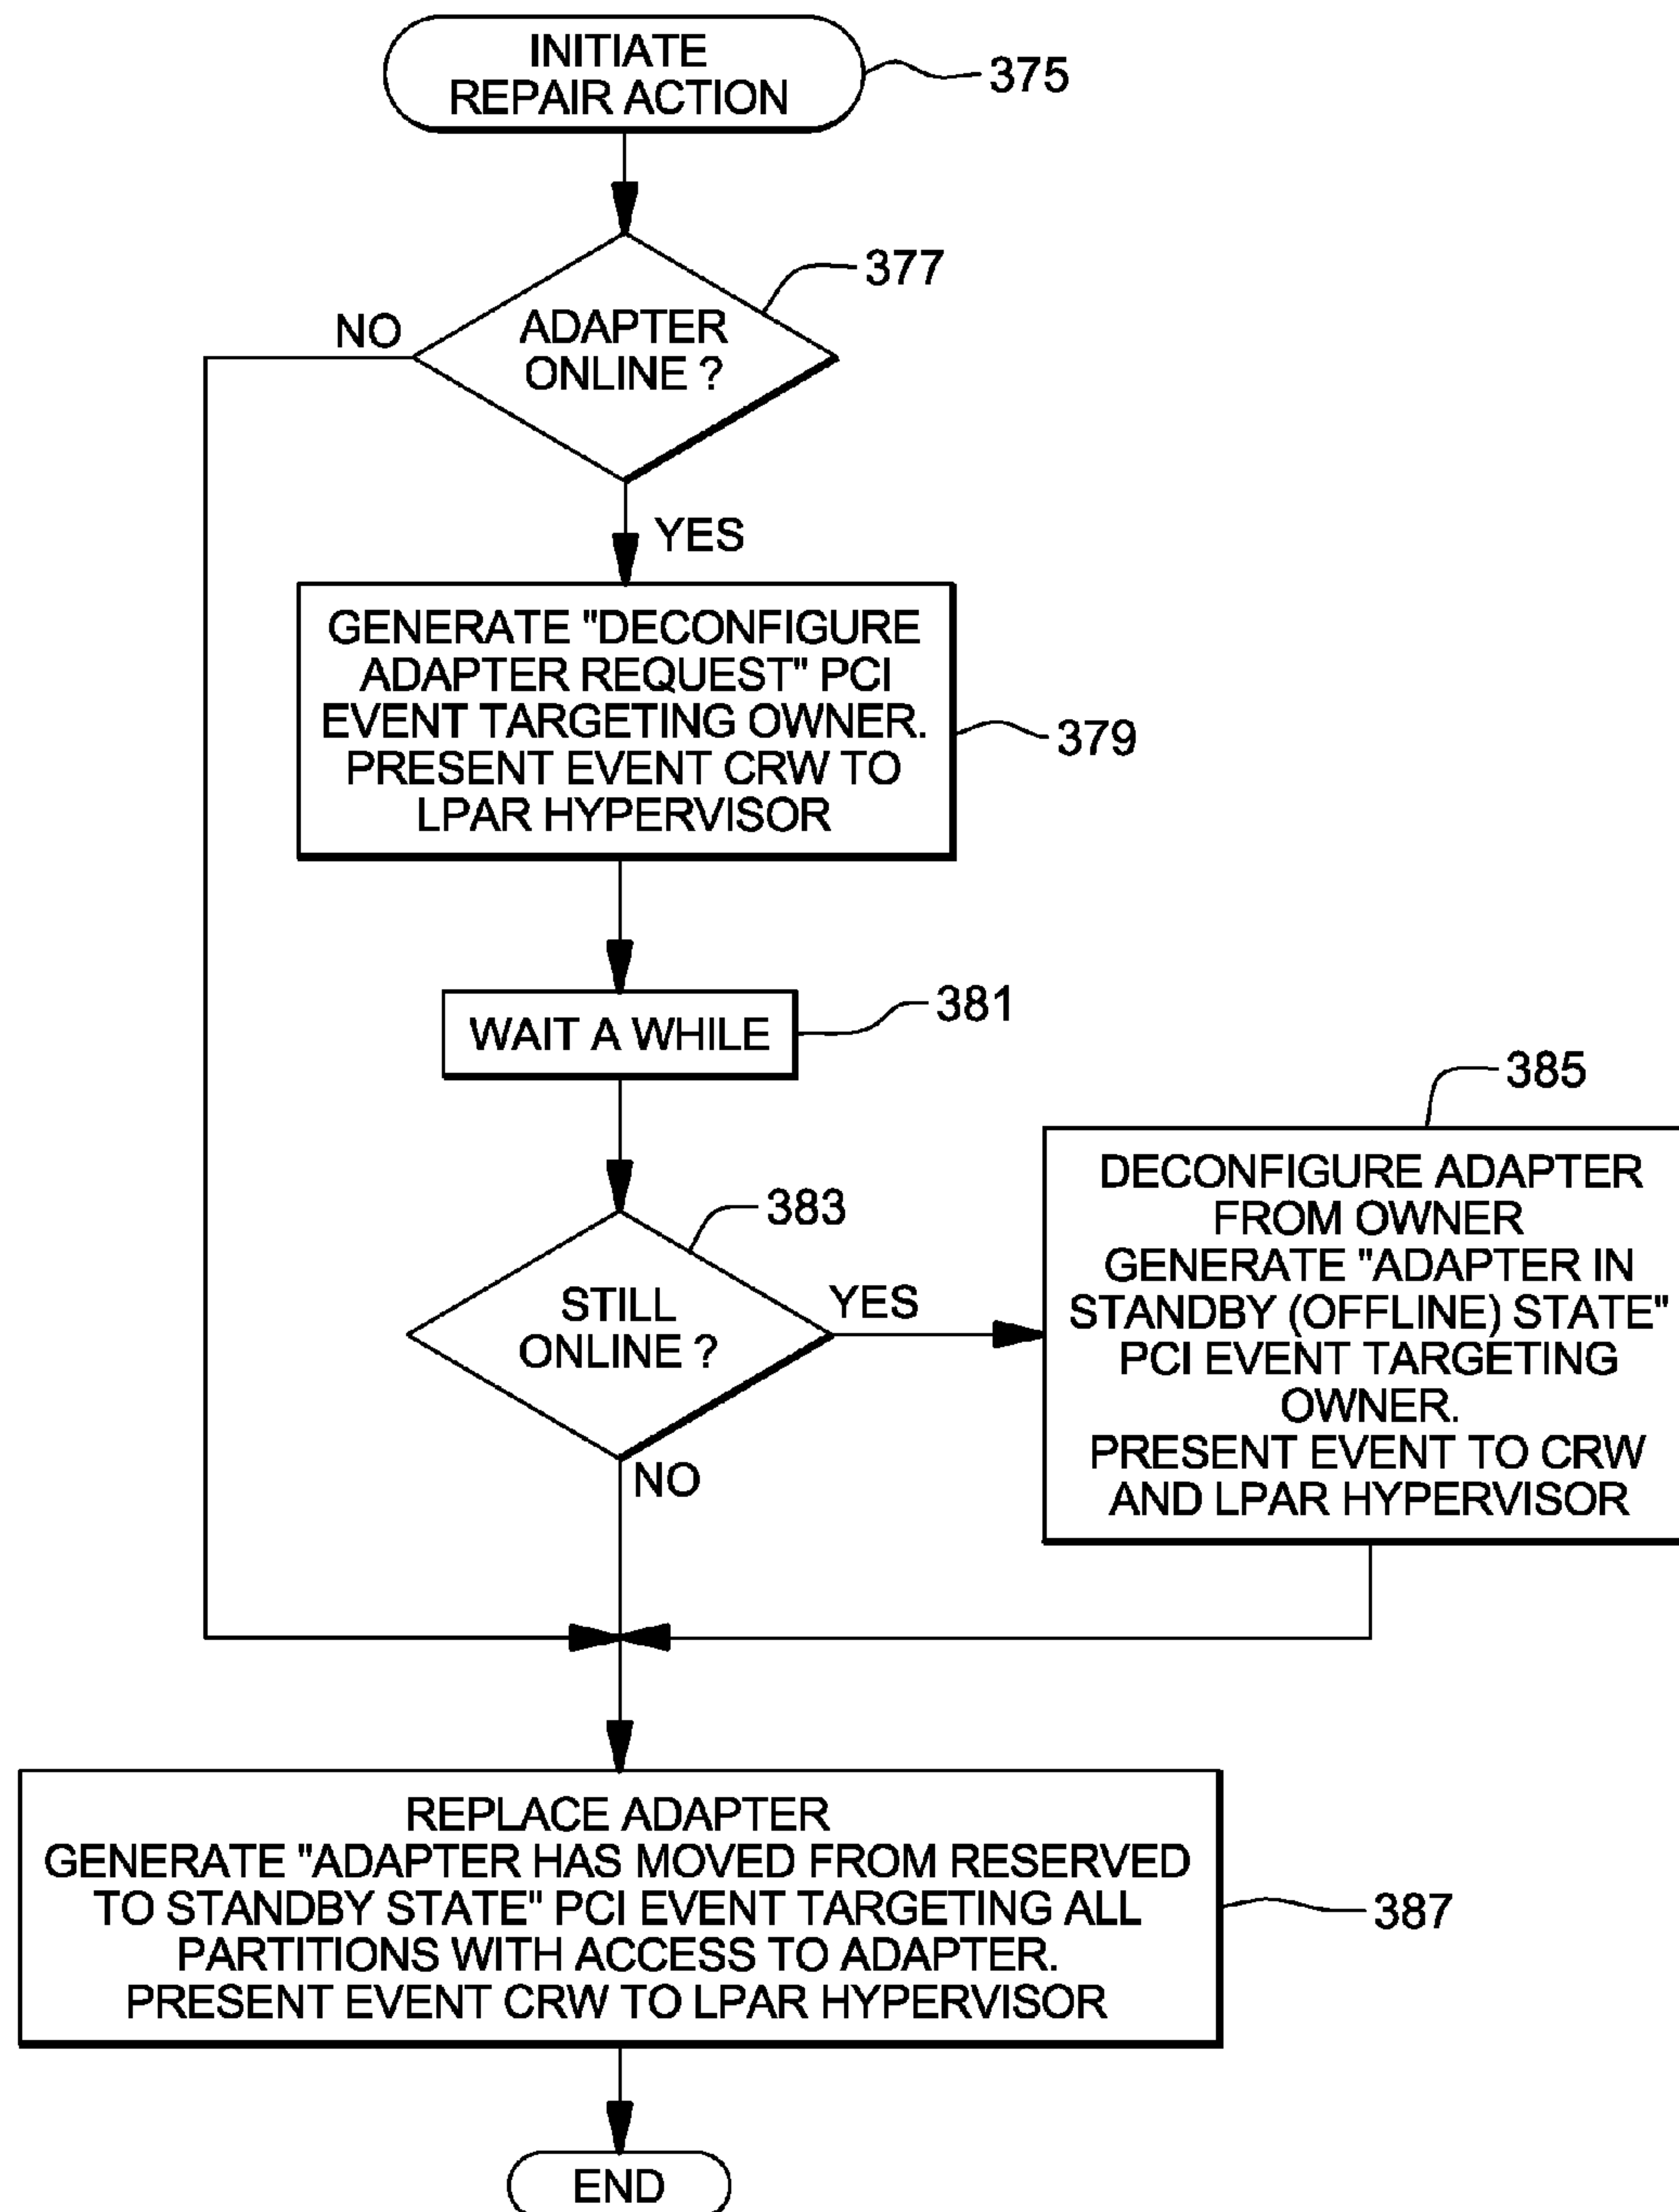 INITIATE
REPAIR ACTION
375
377
NO
ADAPTER
ONLINE ?
YES
GENERATE "DECONFIGURE
ADAPTER REQUEST" PCI
EVENT TARGETING OWNER.
PRESENT EVENT CRW TO
LPAR HYPERVISOR
379
WAIT A WHILE
381
383
STILL
ONLINE ?
YES
NO
385
DECONFIGURE ADAPTER
FROM OWNER
GENERATE "ADAPTER IN
STANDBY (OFFLINE) STATE"
PCI EVENT TARGETING
OWNER.
PRESENT EVENT TO CRW
AND LPAR HYPERVISOR
REPLACE ADAPTER
GENERATE "ADAPTER HAS MOVED FROM RESERVED
TO STANDBY STATE" PCI EVENT TARGETING ALL
PARTITIONS WITH ACCESS TO ADAPTER.
PRESENT EVENT CRW TO LPAR HYPERVISOR
387
END